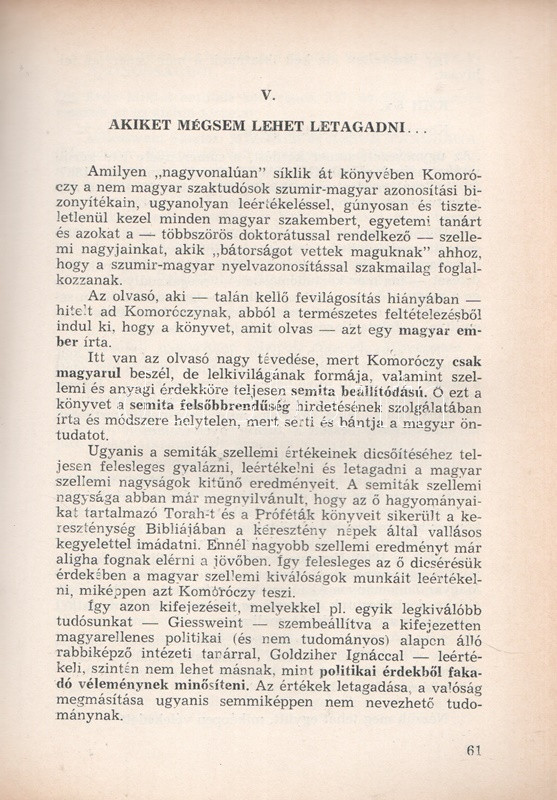 V.
AKIKET MÉGSEM LEHET LETAGADNI...
Amilyen „nagyvonalúan” síklik át könyvében Komoró-
czy a nem magyar szaktudósok szumir-magyar azonosítási bi-
zonyítékain, ugyanolyan leértékeléssel, gúnyosan és tiszte-
letlenül kezel minden magyar szakembert, egyetemi tanárt
és azokat a — többszörös doktorátussal rendelkező — szelle-
mi nagyjainkat, akik „bátorságot vettek maguknak” ahhoz,
hogy a szumir-magyar nyelvazonosítással szakmailag foglal-
kozzanak.
Az olvasó, aki — talán kellő fevilágosítás hiányában —
hitelt ad Komoróczynak, abból a természetes feltételezésből
indul ki, hogy a könyvet, amit olvas — azt egy magyar em-
ber írta.
Itt van az olvasó nagy tévedése, mert Komoróczy csak
magyarul beszél, de lelkivilágának formája, valamint szel-
lemi és anyagi érdekköre teljesen semita beállítódású. Ö ezt a
könyvet a semita felsőbbrendűség hirdetésének szolgálatában
írta és módszere helytelen, mert serti és bántja a magyar ön-
tudatot.
Ugyanis a semiták szellemi értékeinek dicsőítéséhez tel-
jesen felesleges gyalázni, leértékelni és letagadni a magyar
szellemi nagyságok kitűnő eredményeit. A semiták szellemi
nagysága abban már megnyilvánult, hogy az ő hagyományai-
kat tartalmazó Torah-t és a Próféták könyveit sikerült a ke-
reszténység Bibliájában a keresztény népek által vallásos
kegyelettel imádatni. Ennél nagyobb szellemi eredményt már
aligha fognak elérni a jövőben. Így felesleges az ő dicsérésük
érdekében a magyar szellemi kiválóságok munkáit leértékel-
ni, miképpen azt Komoróczy teszi.
Így azon kifejezéseit, melyekkel pl. egyik legkiválóbb
tudósunkat — Giessweint — szembeállítva a kifejezetten
magyarellenes politikai (és nem tudományos) alapon álló
rabbiképző intézeti tanárral, Goldziher Ignáccal — leérté-
keli, szintén nem lehet másnak, mint politikai érdekből faka-
dó véleménynek minősíteni. Az értékek letagadása, a valóság
megmásítása ugyanis semmiképpen nem nevezhető tudo-
mánynak.
61